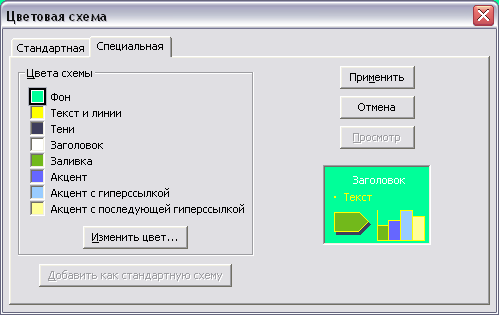 Цветовая схема
Стандартная
Специальная
Цвета схемы
Фон
Текст и линии
Тени
Заголовок
Заливка
Акцент
Акцент с гиперссылкой
Акцент с последующей гиперссылкой
Изменить цвет...
Добавить как стандартную схему
Применить
Отмена
Просмотр
Заголовок
• Текст